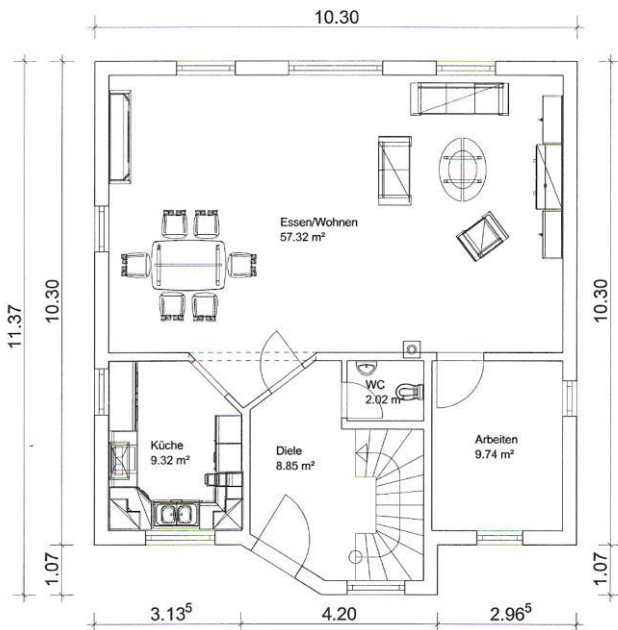 10.30
Essen/Wohnen
57.32 m²
11.37
10.30
10.30
WC
2.02 m²
Küche
9.32 m²
Diele
8.85 m²
Arbeiten
9.74 m²
1.07
1.07
3.13⁵
4.20
2.96⁵